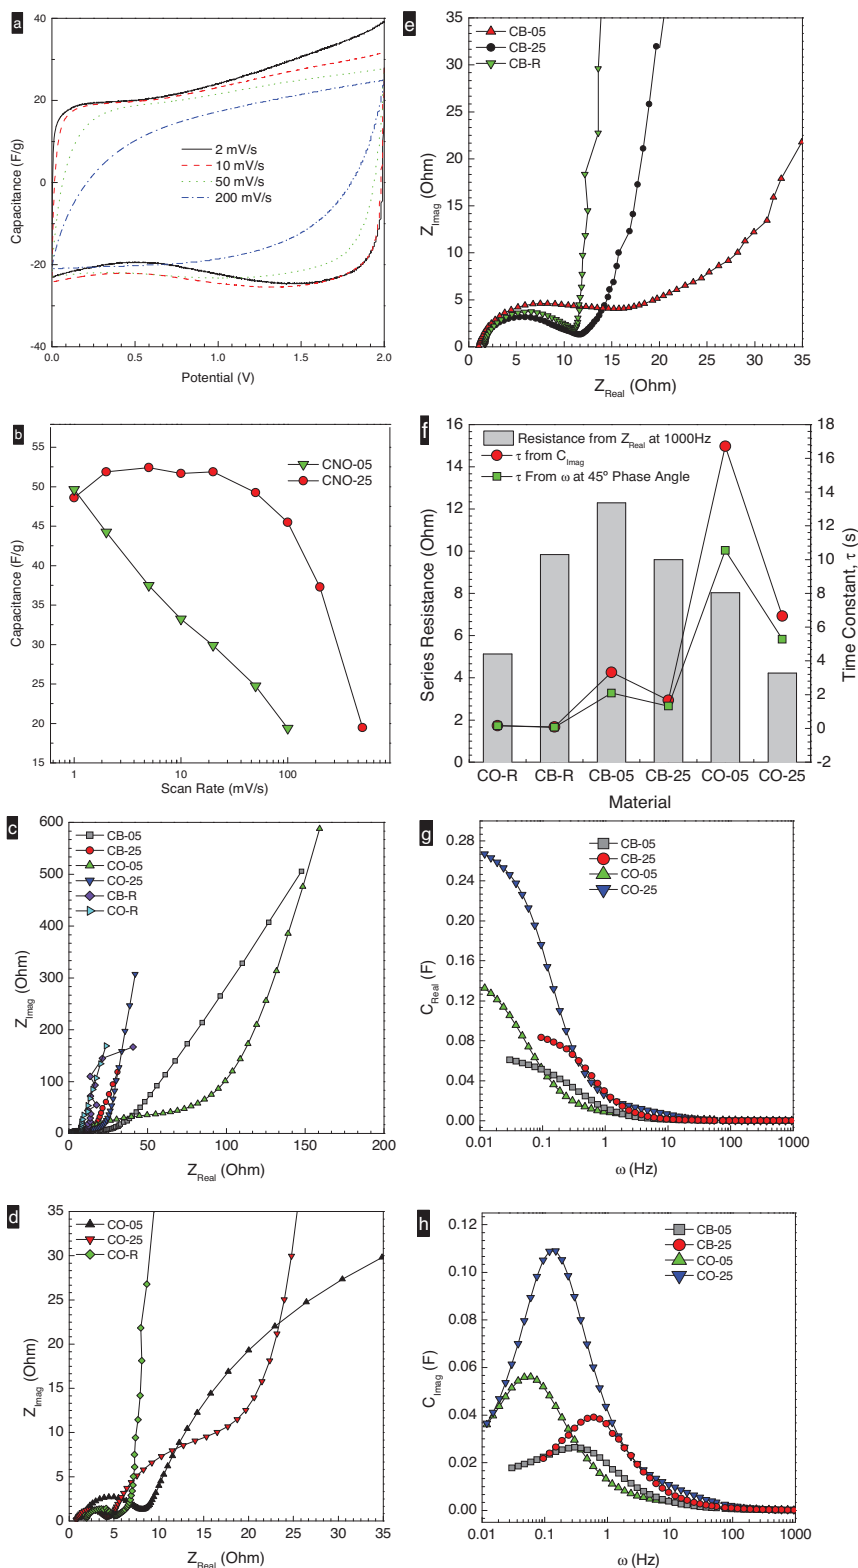 a
Capacitance (F/g)
40
20
0
-20
-40
2 mV/s
10 mV/s
50 mV/s
200 mV/s
0.0 0.5 1.0 1.5 2.0
Potential (V)
b
Capacitance (F/g)
55
50
45
40
35
30
25
20
15
CNO-05
CNO-25
1 10 100
Scan Rate (mV/s)
c
Z_Imag (Ohm)
600
500
400
300
200
100
0
CB-05
CB-25
CO-05
CO-25
CB-R
CO-R
0 50 100 150 200
Z_Real (Ohm)
d
Z_Imag (Ohm)
35
30
25
20
15
10
5
0
CO-05
CO-25
CO-R
0 5 10 15 20 25 30 35
Z_Real (Ohm)
e
Z_Imag (Ohm)
35
30
25
20
15
10
5
0
CB-05
CB-25
CB-R
0 5 10 15 20 25 30 35
Z_Real (Ohm)
f
Series Resistance (Ohm)
16
14
12
10
8
6
4
2
0
Resistance from Z_Real at 1000Hz
τ from C_Imag
τ From ω at 45° Phase Angle
18
16
14
12
10
8
6
4
2
0
-2
Time Constant, τ (s)
CO-R CB-R CB-05 CB-25 CO-05 CO-25
Material
g
C_Real (F)
0.28
0.24
0.20
0.16
0.12
0.08
0.04
0.00
CB-05
CB-25
CO-05
CO-25
0.01 0.1 1 10 100 1000
ω (Hz)
h
C_Imag (F)
0.12
0.10
0.08
0.06
0.04
0.02
0.00
CB-05
CB-25
CO-05
CO-25
0.01 0.1 1 10 100 1000
ω (Hz)